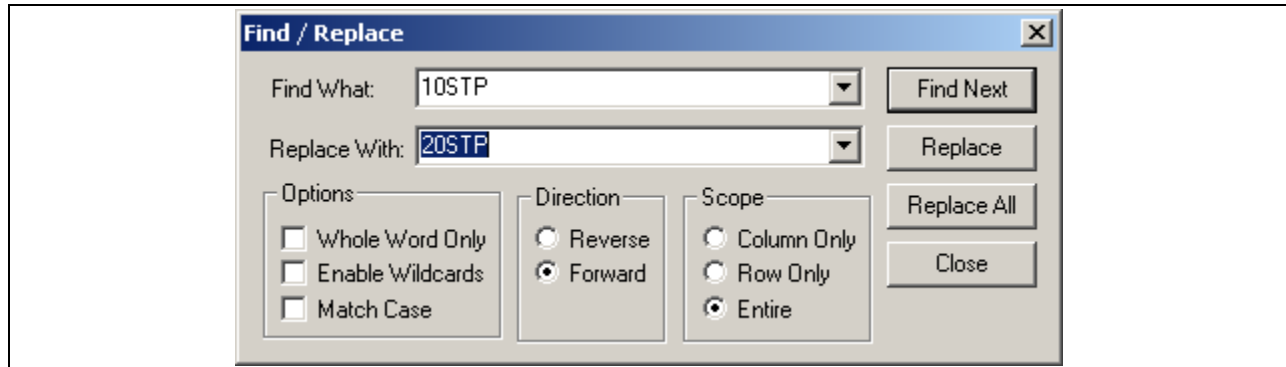 Find / Replace
Find What: 10STP
Find Next
Replace With: 20STP
Replace
Options
Whole Word Only
Enable Wildcards
Match Case
Direction
Reverse
Forward
Scope
Column Only
Row Only
Entire
Replace All
Close